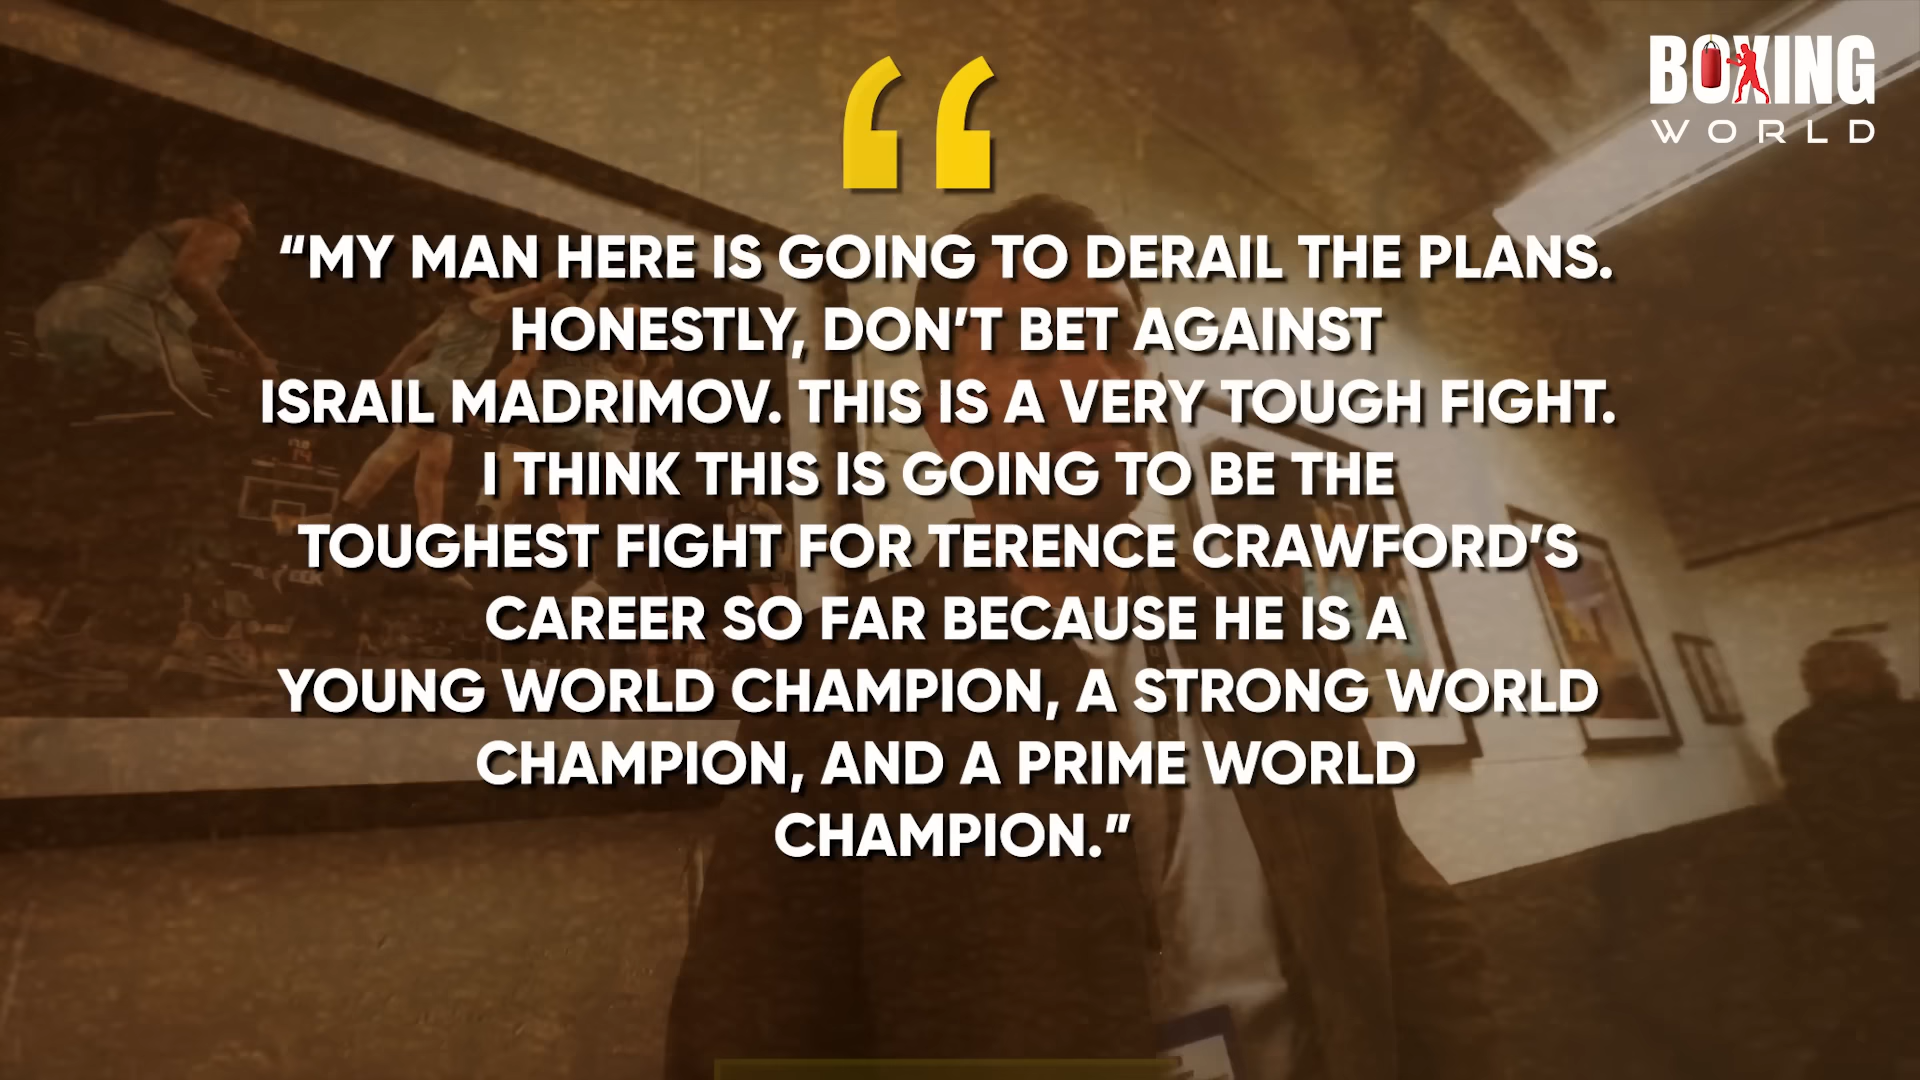 BOXING
WORLD
“MY MAN HERE IS GOING TO DERAIL THE PLANS.
HONESTLY, DON’T BET AGAINST
ISRAIL MADRIMOV. THIS IS A VERY TOUGH FIGHT.
I THINK THIS IS GOING TO BE THE
TOUGHEST FIGHT FOR TERENCE CRAWFORD’S
CAREER SO FAR BECAUSE HE IS A
YOUNG WORLD CHAMPION, A STRONG WORLD
CHAMPION, AND A PRIME WORLD
CHAMPION.”